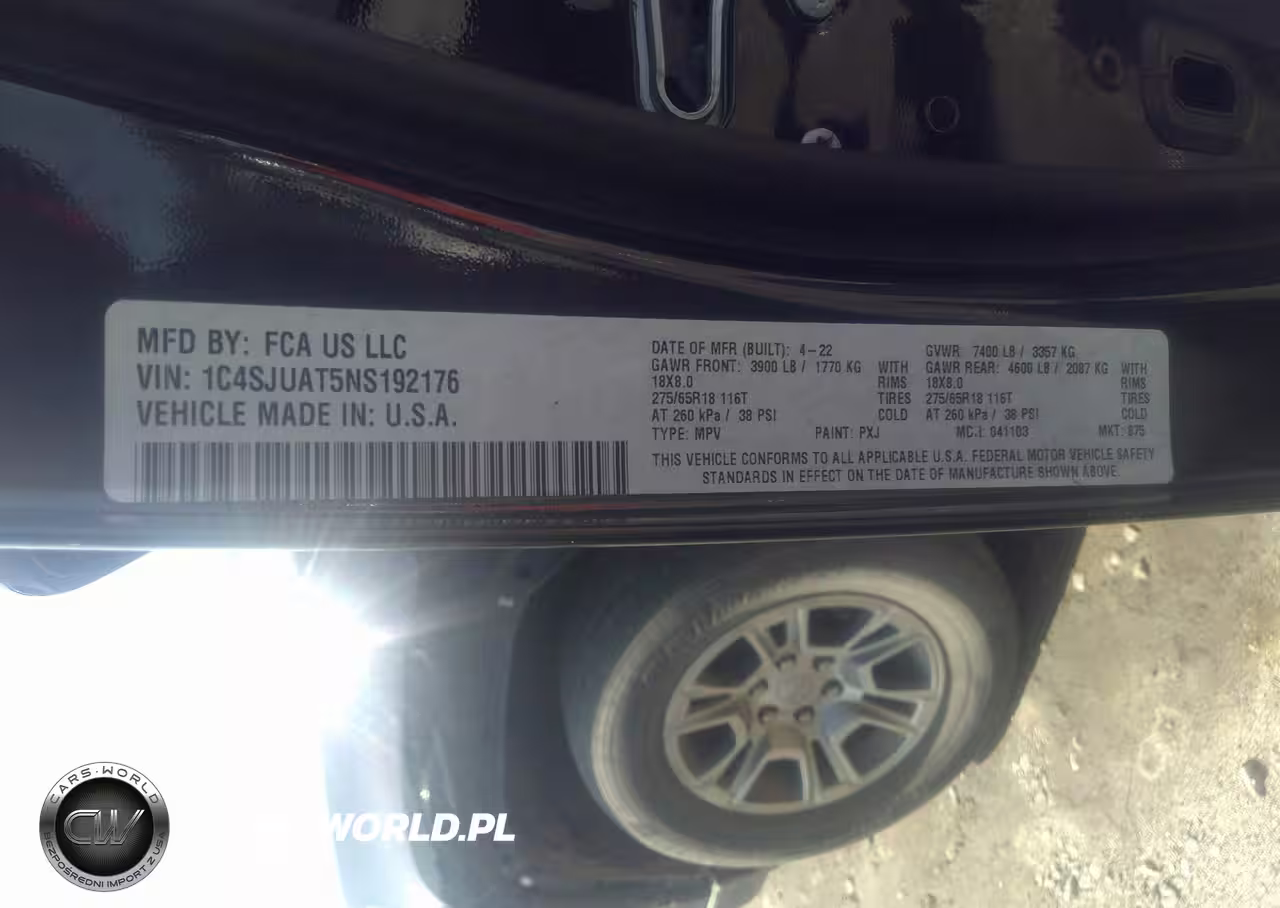 MFD BY: FCA US LLC
VIN: 1C4SJUAT5NS192176
VEHICLE MADE IN: U.S.A.
DATE OF MFR (BUILT): 4-22 GVWR: 7400 LB / 3357 KG
GAWR FRONT: 3900 LB / 1770 KG WITH GAWR REAR: 4600 LB / 2087 KG WITH
18X8.0 RIMS 18X8.0 RIMS
275/65R18 116T TIRES 275/65R18 116T TIRES
AT 260 kPa / 38 PSI COLD AT 260 kPa / 38 PSI COLD
TYPE: MPV PAINT: PXJ MC.I: 041103 MKT: 875
THIS VEHICLE CONFORMS TO ALL APPLICABLE U.S.A. FEDERAL MOTOR VEHICLE SAFETY
STANDARDS IN EFFECT ON THE DATE OF MANUFACTURE SHOWN ABOVE.
CARS-WORLD
CW
BEZPOŚREDNI IMPORT Z USA
WORLD.PL